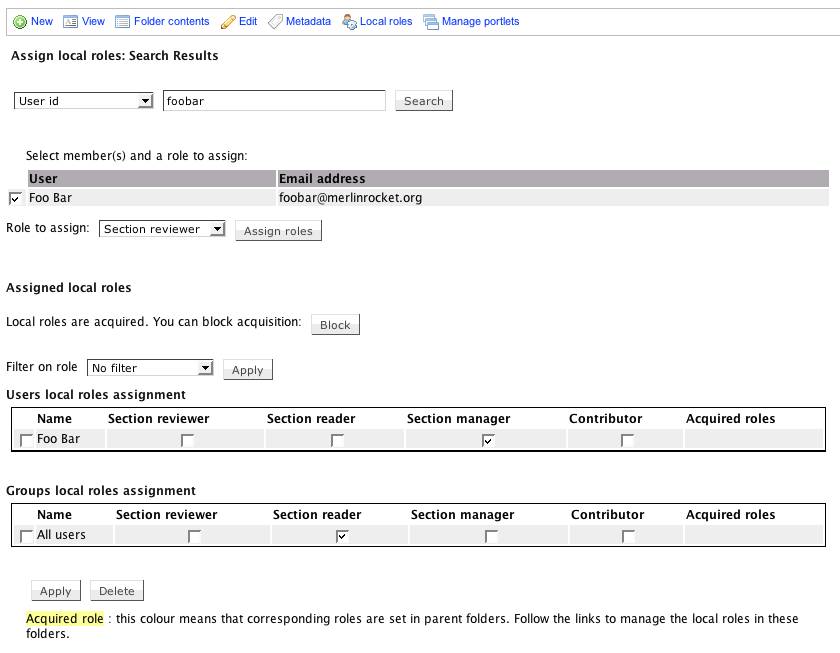 New View Folder contents Edit Metadata Local roles Manage portlets
Assign local roles: Search Results
User id foobar Search
Select member(s) and a role to assign:
User Email address
Foo Bar foobar@merlinrocket.org
Role to assign: Section reviewer Assign roles
Assigned local roles
Local roles are acquired. You can block acquisition: Block
Filter on role No filter Apply
Users local roles assignment
Name Section reviewer Section reader Section manager Contributor Acquired roles
Foo Bar
Groups local roles assignment
Name Section reviewer Section reader Section manager Contributor Acquired roles
All users
Apply Delete
Acquired role : this colour means that corresponding roles are set in parent folders. Follow the links to manage the local roles in these
folders.